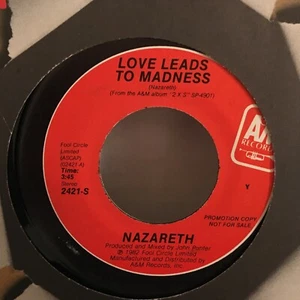 LOVE LEADS
TO MADNESS
(Nazareth)
(From the A&M album "2 X S" SP-4901)
Fool Circle
Limited
(ASCAP)
(02421 A)
Time:
3:45
Stereo
2421-S
A&M
RECORDS
Y
PROMOTION COPY
NOT FOR SALE
NAZARETH
Produced and Mixed by John Punter
℗ 1982 Fool Circle Limited
Manufactured and Distributed by
A&M Records, Inc.